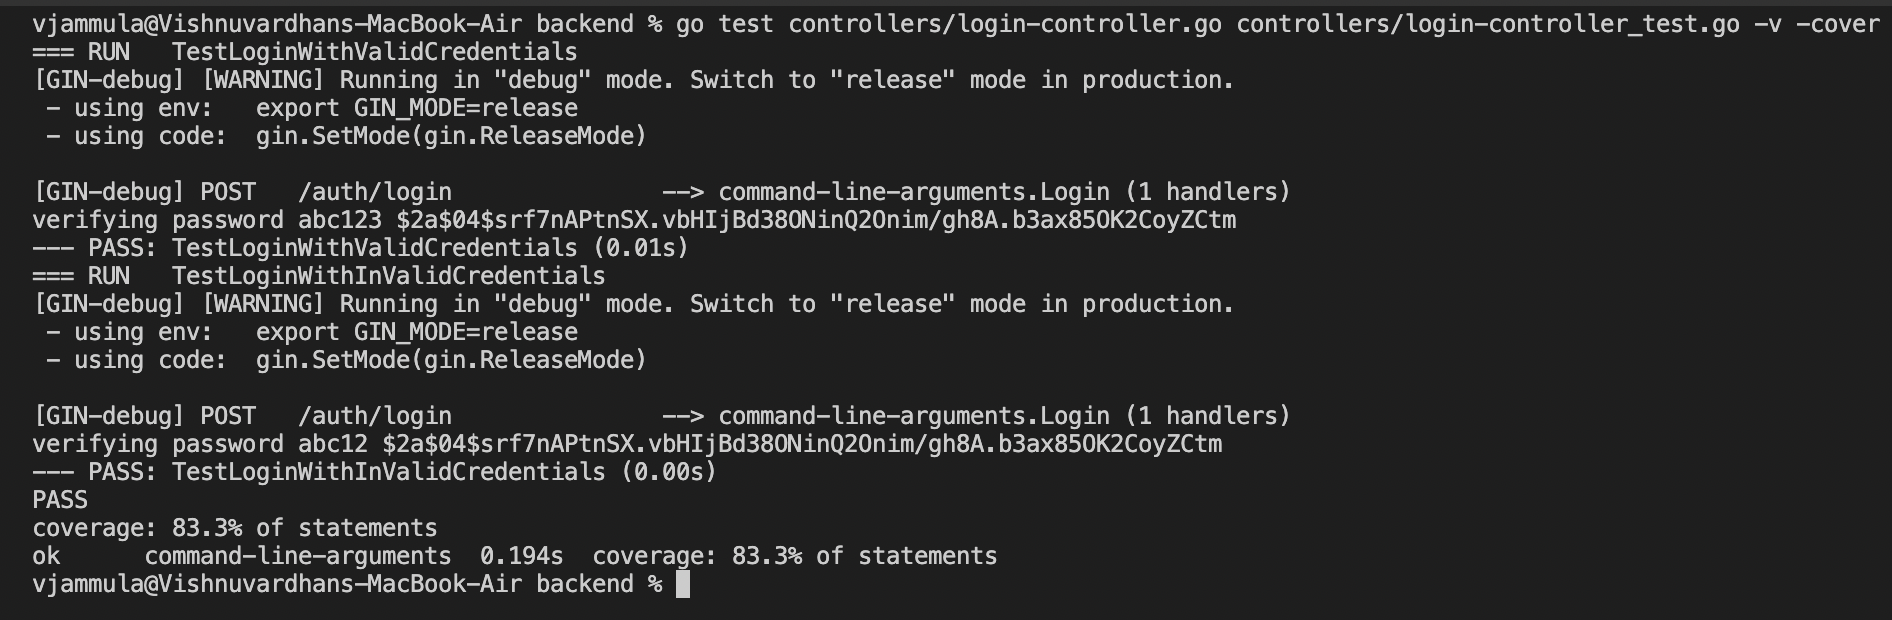 vjammula@Vishnuvardhans-MacBook-Air backend % go test controllers/login-controller.go controllers/login-controller_test.go -v -cover
=== RUN   TestLoginWithValidCredentials
[GIN-debug] [WARNING] Running in "debug" mode. Switch to "release" mode in production.
 - using env:   export GIN_MODE=release
 - using code:  gin.SetMode(gin.ReleaseMode)

[GIN-debug] POST   /auth/login               --> command-line-arguments.Login (1 handlers)
verifying password abc123 $2a$04$srf7nAPtnSX.vbHIjBd38ONinQ2Onim/gh8A.b3ax85OK2CoyZCtm
--- PASS: TestLoginWithValidCredentials (0.01s)
=== RUN   TestLoginWithInValidCredentials
[GIN-debug] [WARNING] Running in "debug" mode. Switch to "release" mode in production.
 - using env:   export GIN_MODE=release
 - using code:  gin.SetMode(gin.ReleaseMode)

[GIN-debug] POST   /auth/login               --> command-line-arguments.Login (1 handlers)
verifying password abc12 $2a$04$srf7nAPtnSX.vbHIjBd38ONinQ2Onim/gh8A.b3ax85OK2CoyZCtm
--- PASS: TestLoginWithInValidCredentials (0.00s)
PASS
coverage: 83.3% of statements
ok      command-line-arguments  0.194s  coverage: 83.3% of statements
vjammula@Vishnuvardhans-MacBook-Air backend %